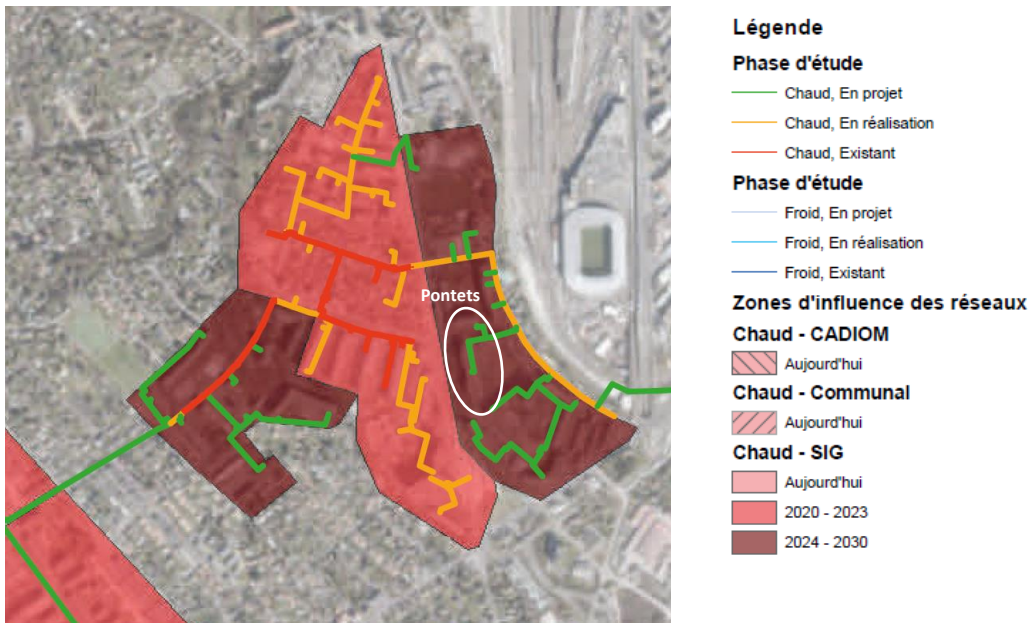 Pontets
Légende
Phase d'étude
Chaud, En projet
Chaud, En réalisation
Chaud, Existant
Phase d'étude
Froid, En projet
Froid, En réalisation
Froid, Existant
Zones d'influence des réseaux
Chaud - CADIOM
Aujourd'hui
Chaud - Communal
Aujourd'hui
Chaud - SIG
Aujourd'hui
2020 - 2023
2024 - 2030